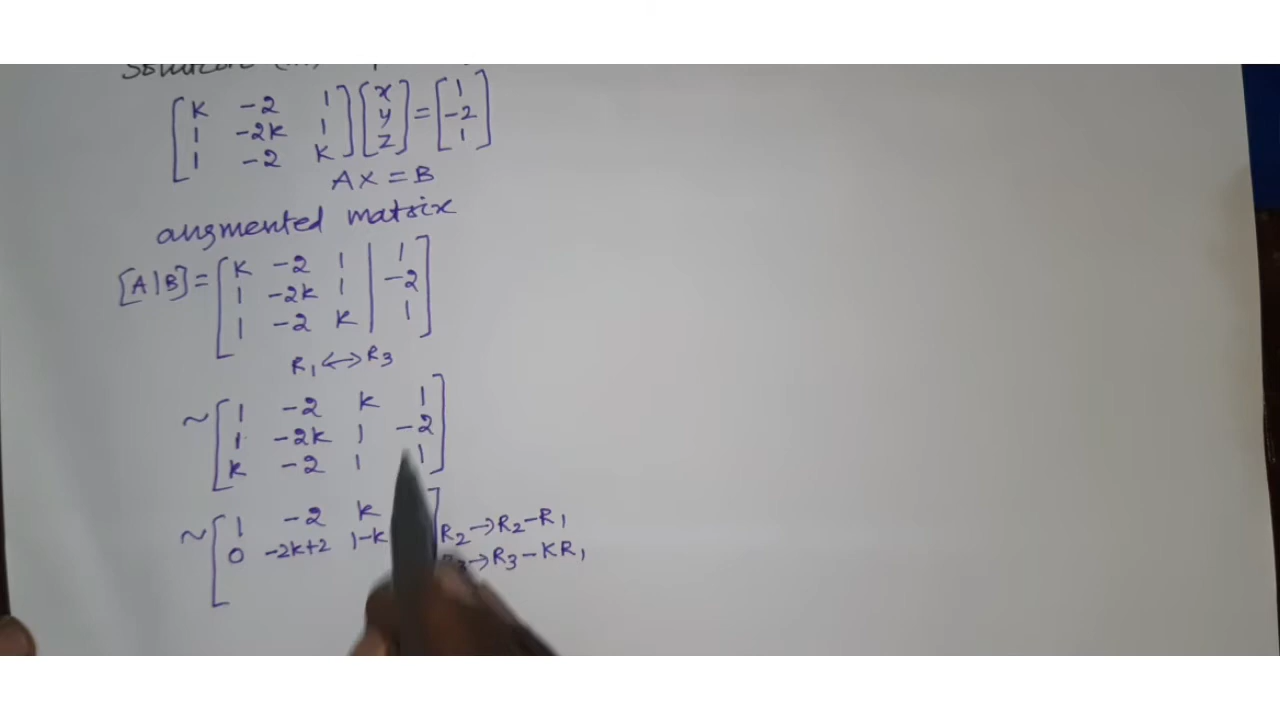 K -2 1 x 1
1 -2k 1 y = -2
1 -2 K z 1
AX = B
augmented matrix
[A|B] = K -2 1 | 1
1 -2k 1 | -2
1 -2 k | 1
R₁ ↔ R₃
~ 1 -2 k 1
1 -2k 1 -2
k -2 1 1
~ 1 -2 k
0 -2k+2 1-k R₂→R₂-R₁
→R₃-KR₁